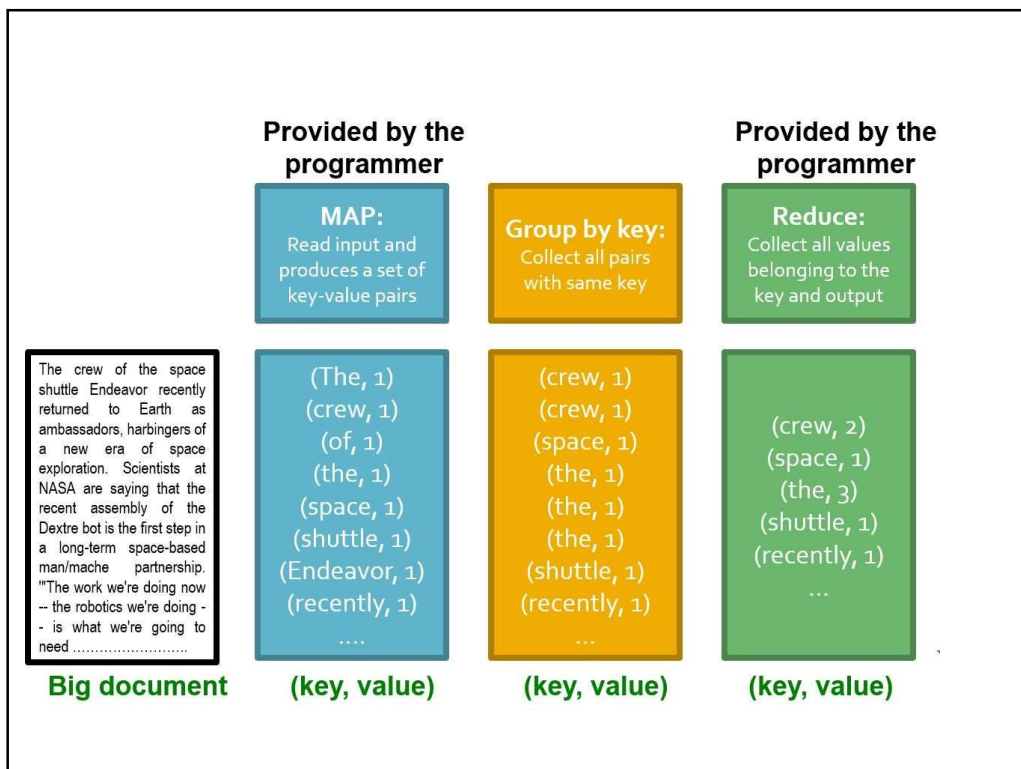 Provided by the
programmer
Provided by the
programmer
MAP:
Read input and
produces a set of
key-value pairs
Group by key:
Collect all pairs
with same key
Reduce:
Collect all values
belonging to the
key and output
The crew of the space
shuttle Endeavor recently
returned to Earth as
ambassadors, harbingers of
a new era of space
exploration. Scientists at
NASA are saying that the
recent assembly of the
Dextre bot is the first step in
a long-term space-based
man/mache partnership.
'"The work we're doing now
-- the robotics we're doing -
- is what we're going to
need ……………………..
Big document
(The, 1)
(crew, 1)
(of, 1)
(the, 1)
(space, 1)
(shuttle, 1)
(Endeavor, 1)
(recently, 1)
....
(key, value)
(crew, 1)
(crew, 1)
(space, 1)
(the, 1)
(the, 1)
(the, 1)
(shuttle, 1)
(recently, 1)
...
(key, value)
(crew, 2)
(space, 1)
(the, 3)
(shuttle, 1)
(recently, 1)
...
(key, value)